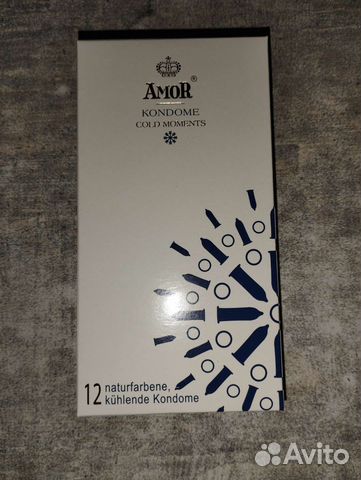 AMOR®
KONDOME
COLD MOMENTS
12 naturfarbene,
kühlende Kondome
Avito